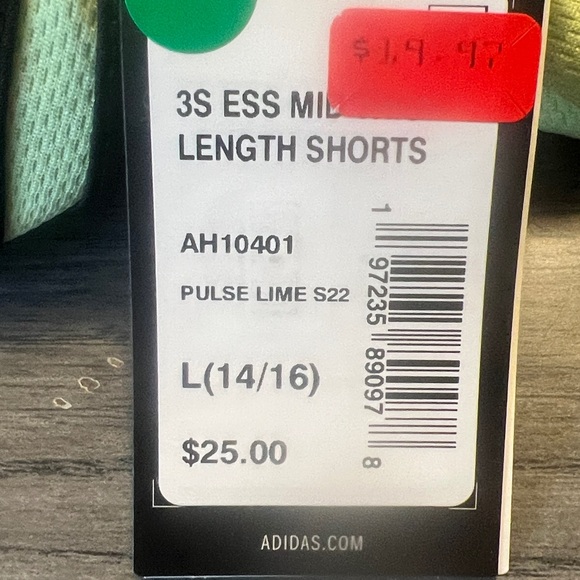 $19.97
3S ESS MID
LENGTH SHORTS
AH10401
PULSE LIME S22
L(14/16)
$25.00
1 97235 89097 8
ADIDAS.COM